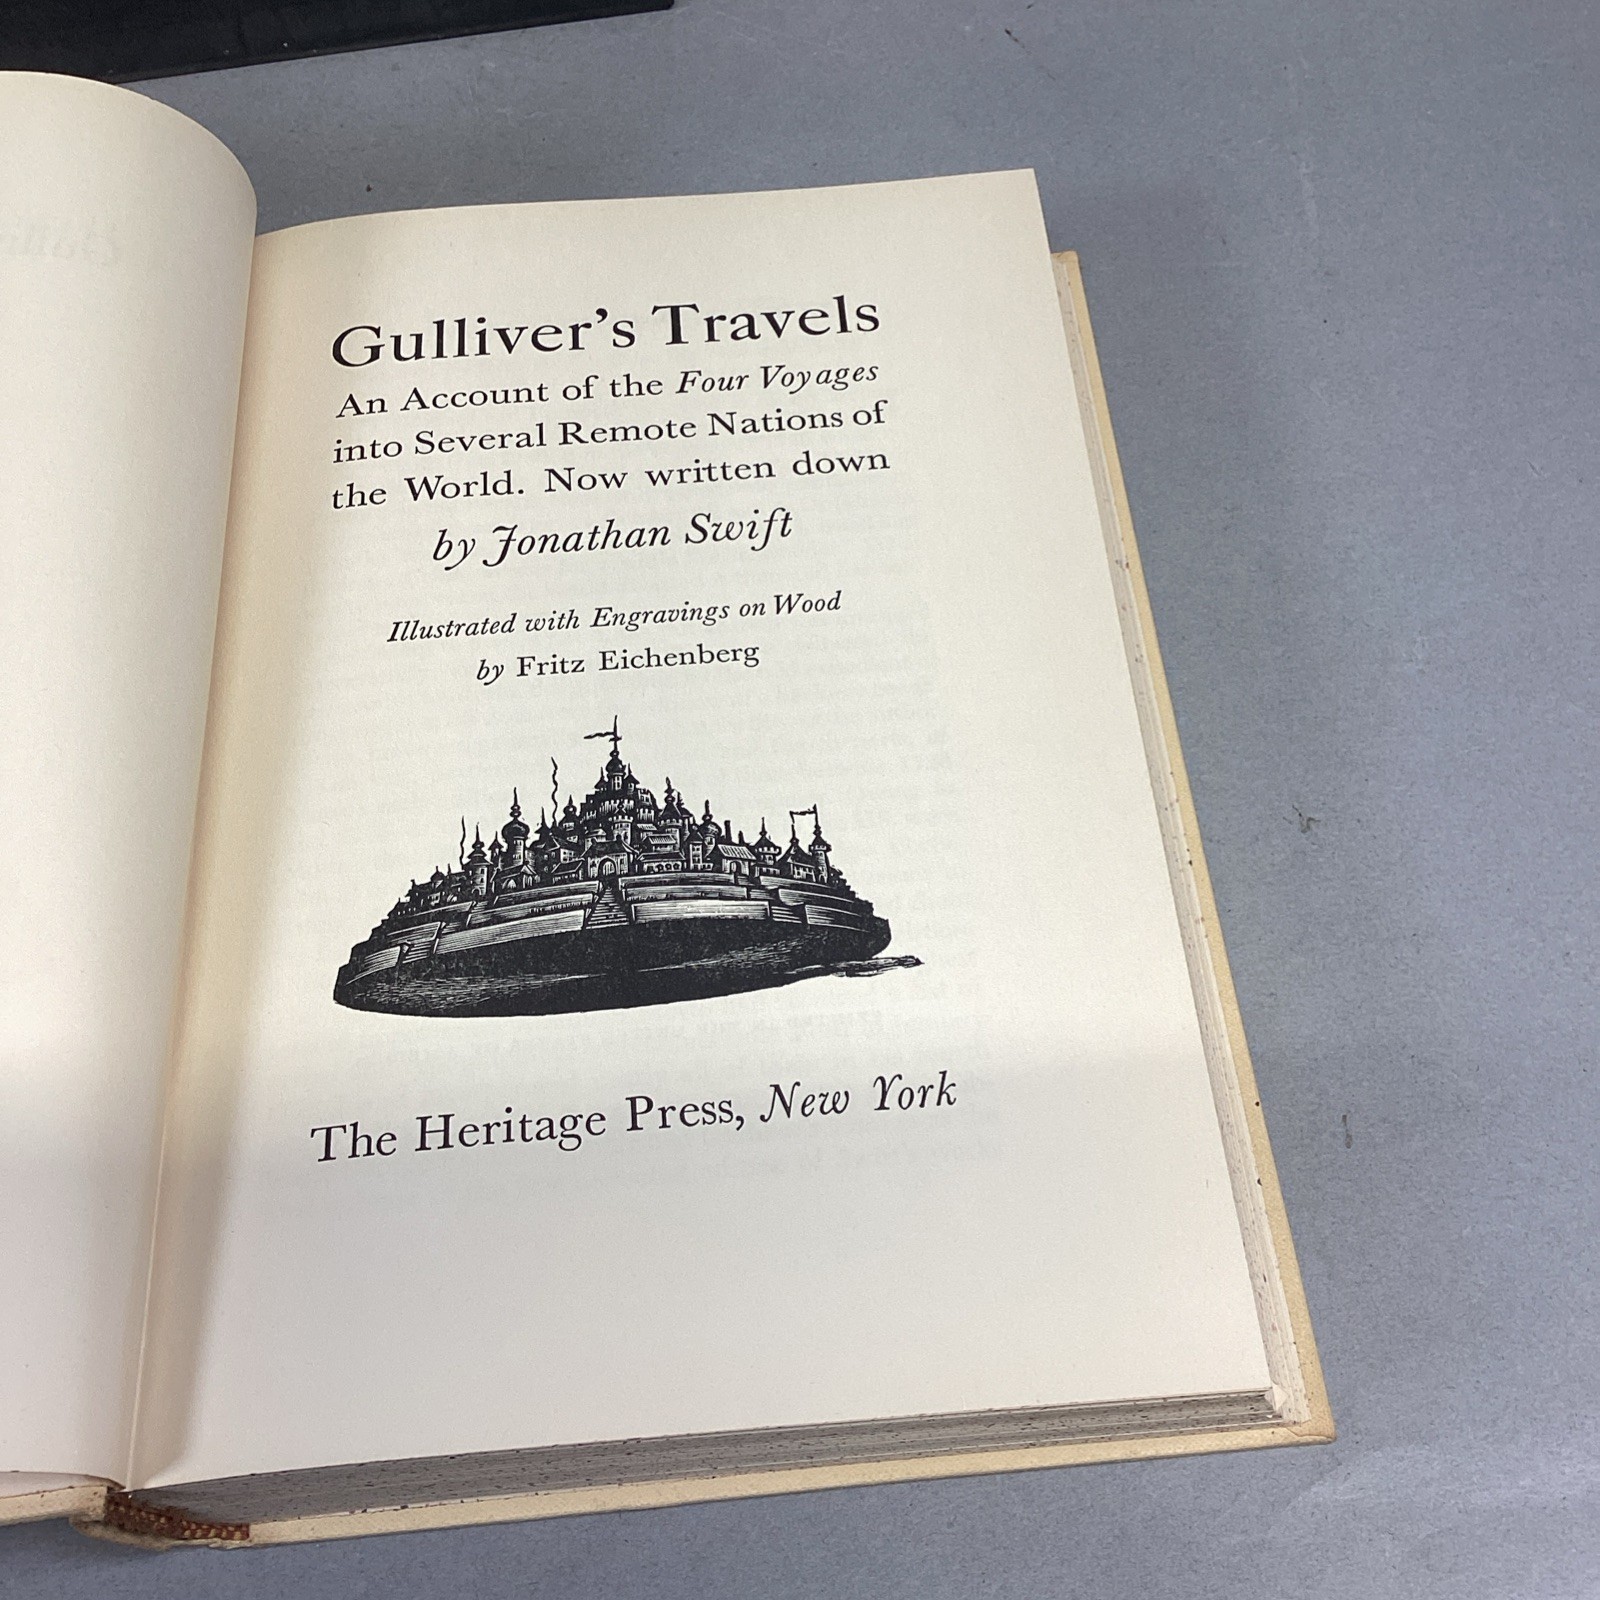 Gulliver's Travels
An Account of the Four Voyages
into Several Remote Nations of
the World. Now written down
by Jonathan Swift
Illustrated with Engravings on Wood
by Fritz Eichenberg
The Heritage Press, New York